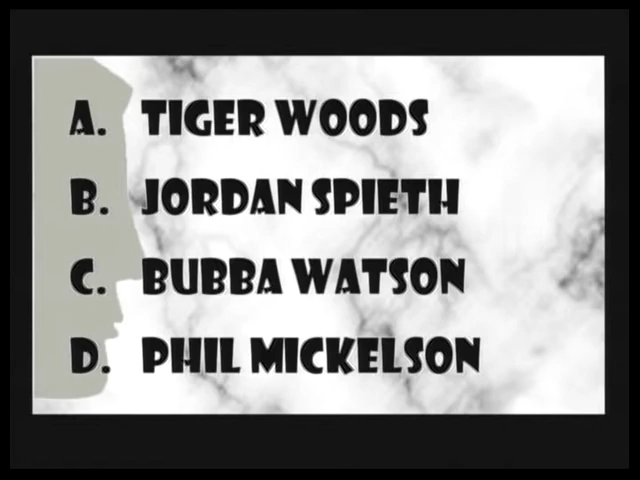 A. TIGER WOODS
B. JORDAN SPIETH
C. BUBBA WATSON
D. PHIL MICKELSON